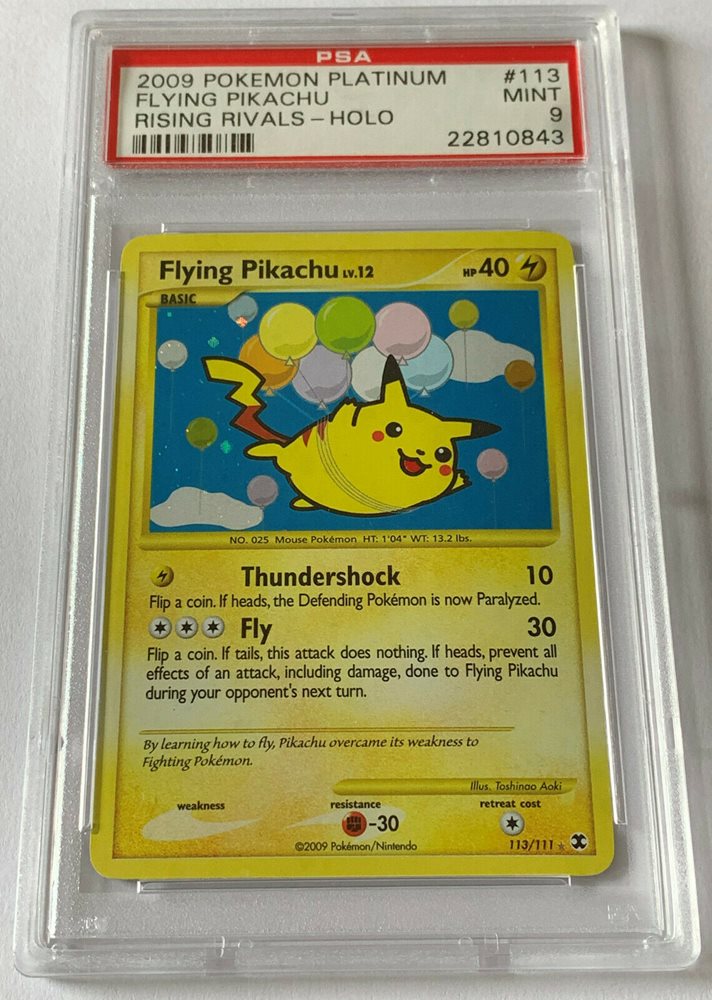 PSA
2009 POKEMON PLATINUM #113
FLYING PIKACHU MINT
RISING RIVALS – HOLO 9
22810843
Flying Pikachu LV.12 HP 40
BASIC
NO. 025 Mouse Pokémon HT: 1'04" WT: 13.2 lbs.
Thundershock 10
Flip a coin. If heads, the Defending Pokémon is now Paralyzed.
Fly 30
Flip a coin. If tails, this attack does nothing. If heads, prevent all
effects of an attack, including damage, done to Flying Pikachu
during your opponent's next turn.
By learning how to fly, Pikachu overcame its weakness to
Fighting Pokémon.
Illus. Toshinao Aoki
weakness resistance retreat cost
-30
©2009 Pokémon/Nintendo 113/111